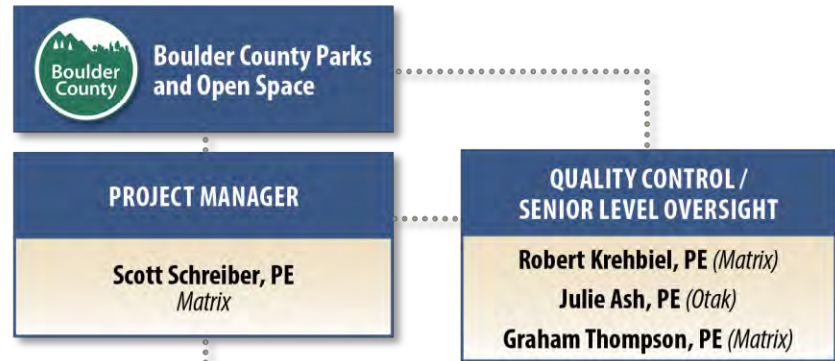 Boulder
County
Boulder County Parks
and Open Space
PROJECT MANAGER
Scott Schreiber, PE
Matrix
QUALITY CONTROL /
SENIOR LEVEL OVERSIGHT
Robert Krehbiel, PE (Matrix)
Julie Ash, PE (Otak)
Graham Thompson, PE (Matrix)